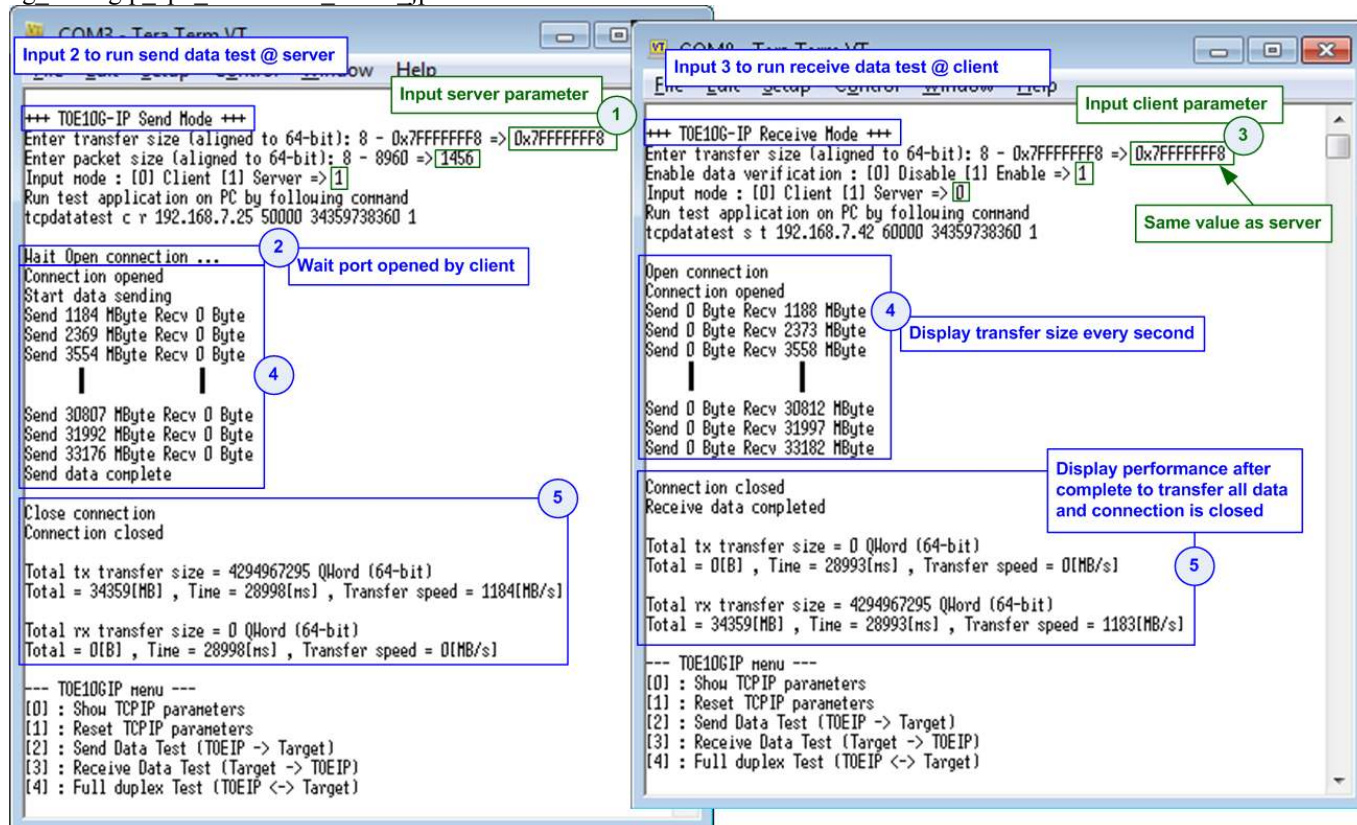 COM3 - Tera Term VT
Input 2 to run send data test @ server
Help
Input server parameter
1
+++ TOE10G-IP Send Mode +++
Enter transfer size (aligned to 64-bit): 8 - 0x7FFFFFFF8 => 0x7FFFFFFF8
Enter packet size (aligned to 64-bit): 8 - 8960 => 1456
Input mode : [0] Client [1] Server => 1
Run test application on PC by following command
tcpdatatest c r 192.168.7.25 50000 34359738360 1
2
Wait Open connection ...
Wait port opened by client
Connection opened
Start data sending
Send 1184 MByte Recv 0 Byte
Send 2369 MByte Recv 0 Byte
Send 3554 MByte Recv 0 Byte
4
Send 30807 MByte Recv 0 Byte
Send 31992 MByte Recv 0 Byte
Send 33176 MByte Recv 0 Byte
Send data complete
5
Close connection
Connection closed
Total tx transfer size = 4294967295 QWord (64-bit)
Total = 34359[MB] , Time = 28998[ms] , Transfer speed = 1184[MB/s]
Total rx transfer size = 0 QWord (64-bit)
Total = 0[B] , Time = 28998[ms] , Transfer speed = 0[MB/s]
--- TOE10GIP menu ---
[0] : Show TCPIP parameters
[1] : Reset TCPIP parameters
[2] : Send Data Test (TOEIP -> Target)
[3] : Receive Data Test (Target -> TOEIP)
[4] : Full duplex Test (TOEIP <-> Target)
COM8 - Tera Term VT
Input 3 to run receive data test @ client
Input client parameter
3
+++ TOE10G-IP Receive Mode +++
Enter transfer size (aligned to 64-bit): 8 - 0x7FFFFFFF8 => 0x7FFFFFFF8
Enable data verification : [0] Disable [1] Enable => 1
Input mode : [0] Client [1] Server => 0
Run test application on PC by following command
tcpdatatest s t 192.168.7.42 60000 34359738360 1
Same value as server
Open connection
Connection opened
Send 0 Byte Recv 1188 MByte
Send 0 Byte Recv 2373 MByte
Send 0 Byte Recv 3558 MByte
4
Display transfer size every second
Send 0 Byte Recv 30812 MByte
Send 0 Byte Recv 31997 MByte
Send 0 Byte Recv 33182 MByte
Display performance after
complete to transfer all data
and connection is closed
5
Connection closed
Receive data completed
Total tx transfer size = 0 QWord (64-bit)
Total = 0[B] , Time = 28993[ms] , Transfer speed = 0[MB/s]
Total rx transfer size = 4294967295 QWord (64-bit)
Total = 34359[MB] , Time = 28993[ms] , Transfer speed = 1183[MB/s]
--- TOE10GIP menu ---
[0] : Show TCPIP parameters
[1] : Reset TCPIP parameters
[2] : Send Data Test (TOEIP -> Target)
[3] : Receive Data Test (Target -> TOEIP)
[4] : Full duplex Test (TOEIP <-> Target)